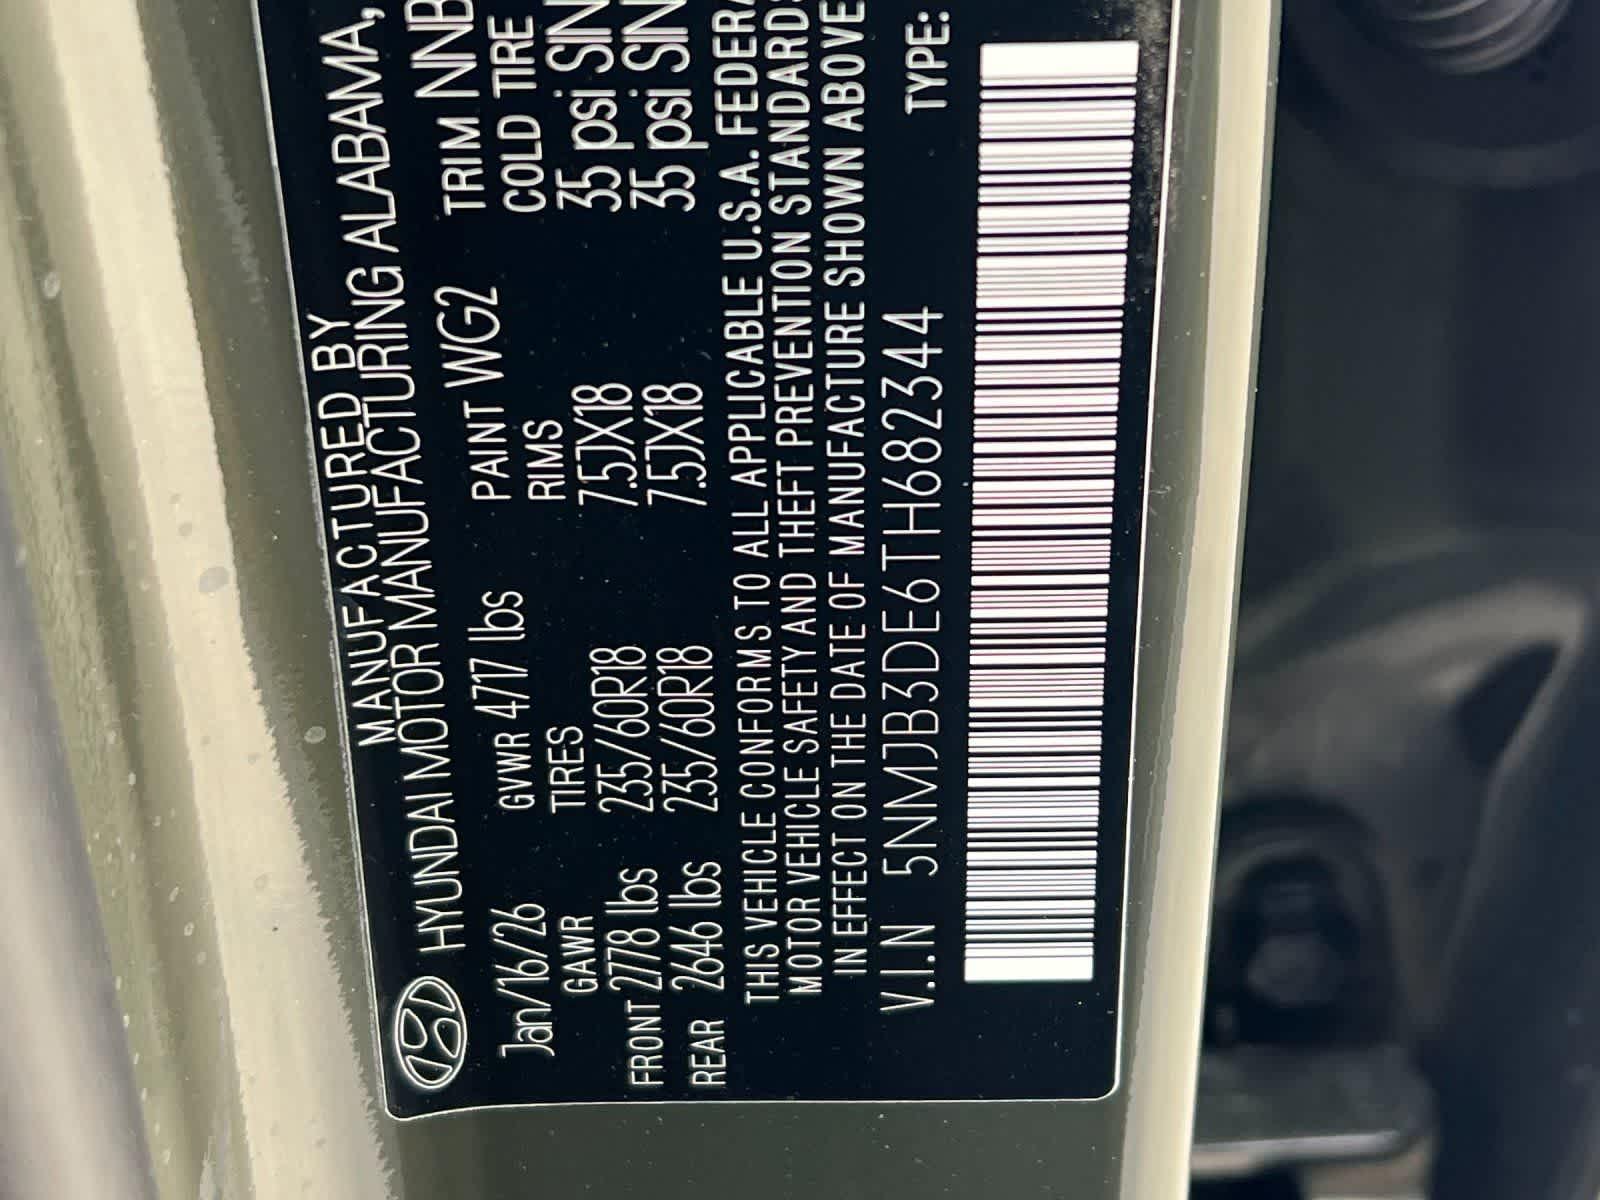 MANUFACTURED BY
HYUNDAI MOTOR MANUFACTURING ALABAMA,
Jan/16/26 GVWR 4717 lbs PAINT WG2 TRIM NNB
GAWR TIRES RIMS COLD TIRE
FRONT 2778 lbs 235/60R18 7.5JX18 35 psi SIN
REAR 2646 lbs 235/60R18 7.5JX18 35 psi SIN
THIS VEHICLE CONFORMS TO ALL APPLICABLE U.S.A. FEDERA
MOTOR VEHICLE SAFETY AND THEFT PREVENTION STANDARDS
IN EFFECT ON THE DATE OF MANUFACTURE SHOWN ABOVE
V.I.N 5NMJB3DE6TH682344 TYPE: